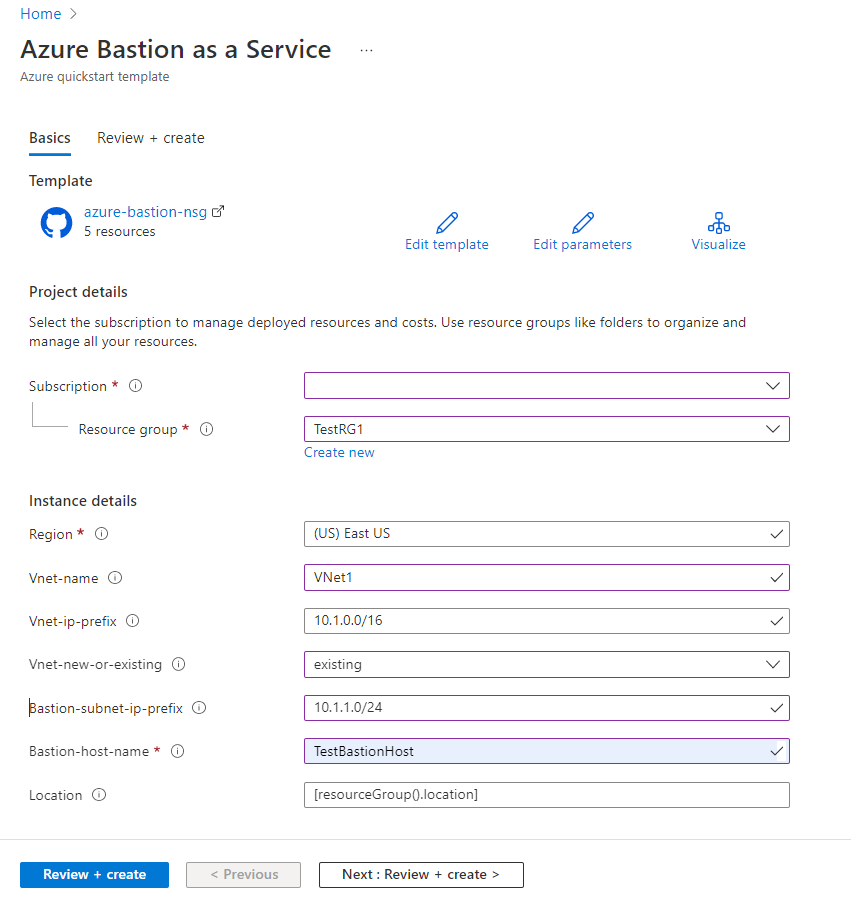 Home >
Azure Bastion as a Service ...
Azure quickstart template
Basics Review + create
Template
azure-bastion-nsg
5 resources
Edit template Edit parameters Visualize
Project details
Select the subscription to manage deployed resources and costs. Use resource groups like folders to organize and
manage all your resources.
Subscription *
Resource group * TestRG1
Create new
Instance details
Region * (US) East US
Vnet-name VNet1
Vnet-ip-prefix 10.1.0.0/16
Vnet-new-or-existing existing
Bastion-subnet-ip-prefix 10.1.1.0/24
Bastion-host-name * TestBastionHost
Location [resourceGroup().location]
Review + create < Previous Next : Review + create >